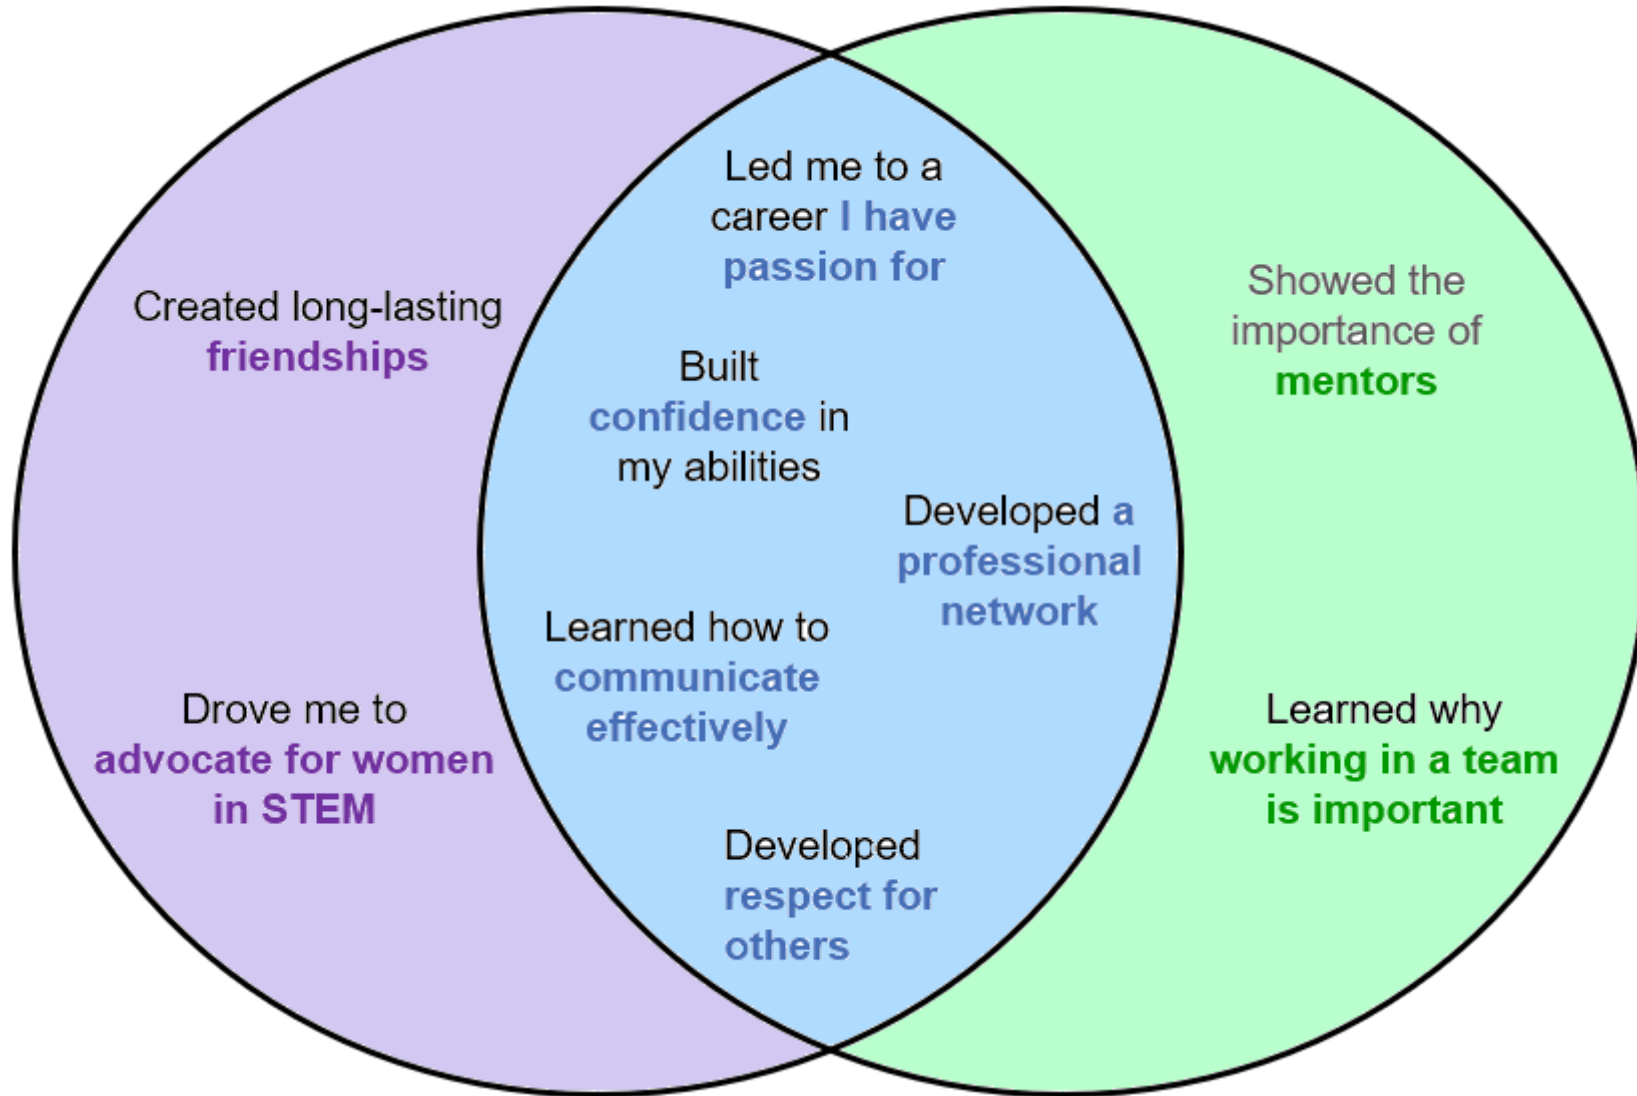 Created long-lasting
friendships
Drove me to
advocate for women
in STEM
Led me to a
career I have
passion for
Built
confidence in
my abilities
Developed a
professional
network
Learned how to
communicate
effectively
Developed
respect for
others
Showed the
importance of
mentors
Learned why
working in a team
is important